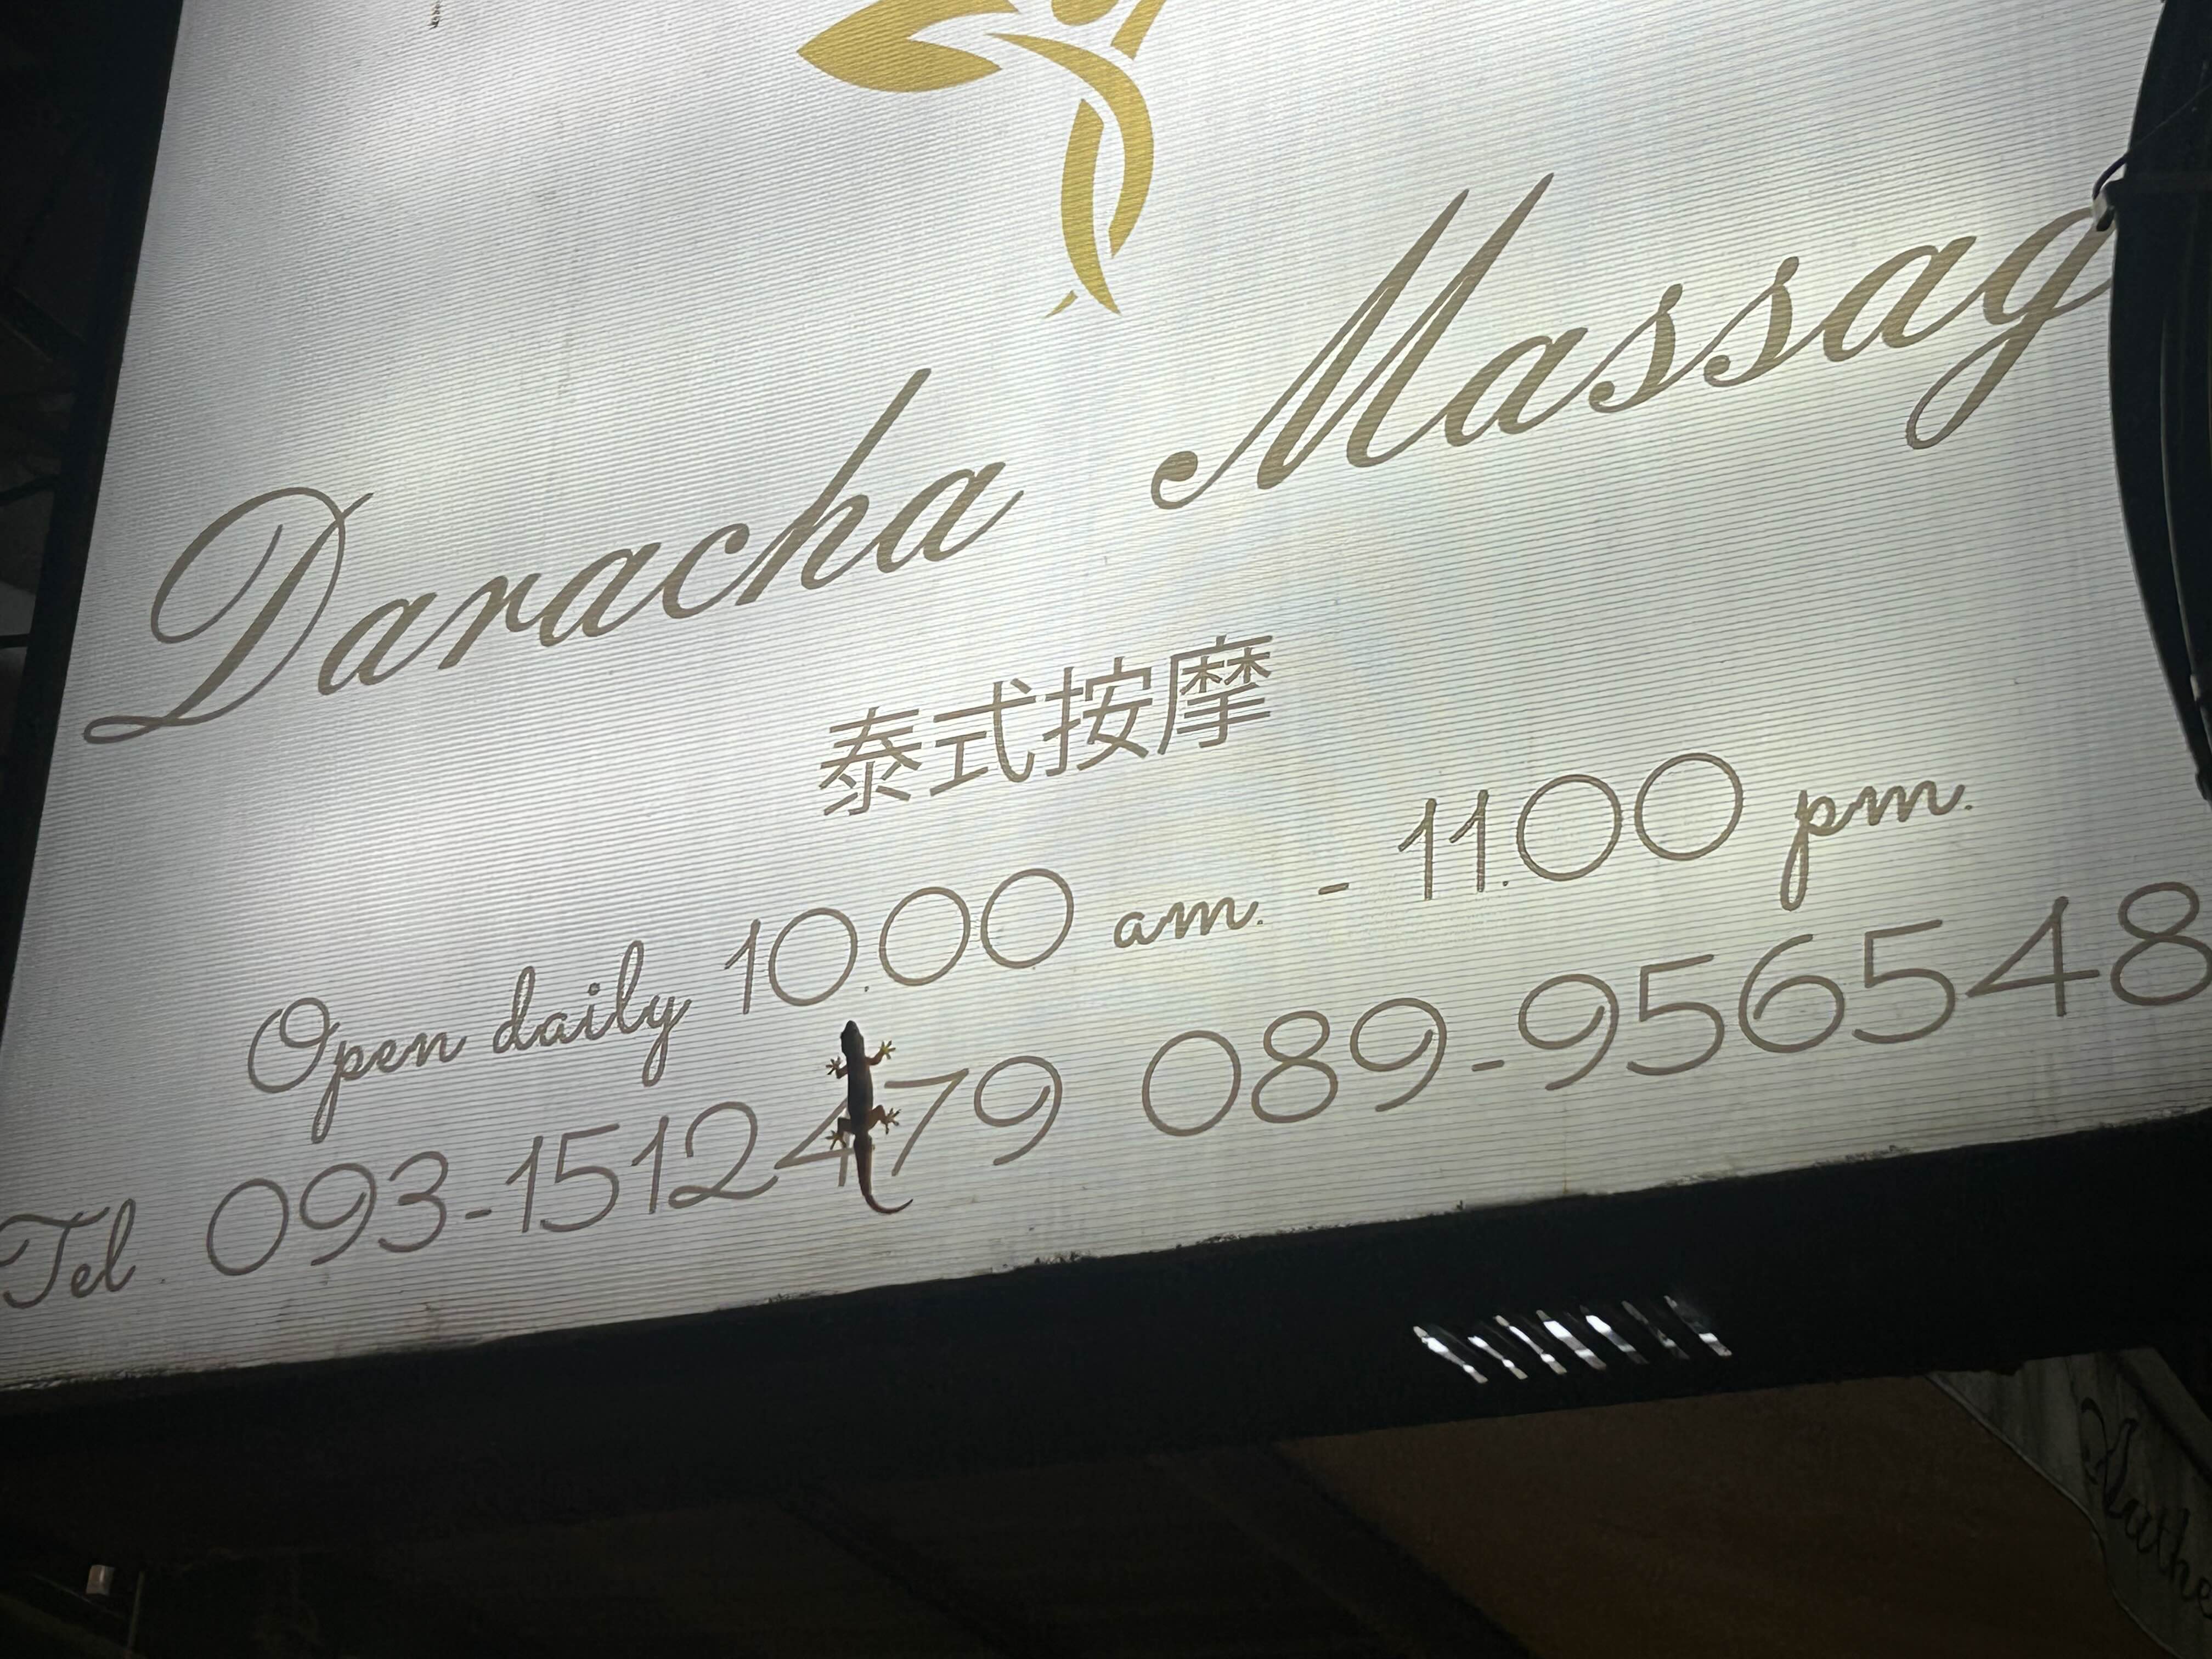 Daracha Massag
泰式按摩
Open daily 10.00 am. - 11.00 pm.
Tel. 093-1512479 089-956548